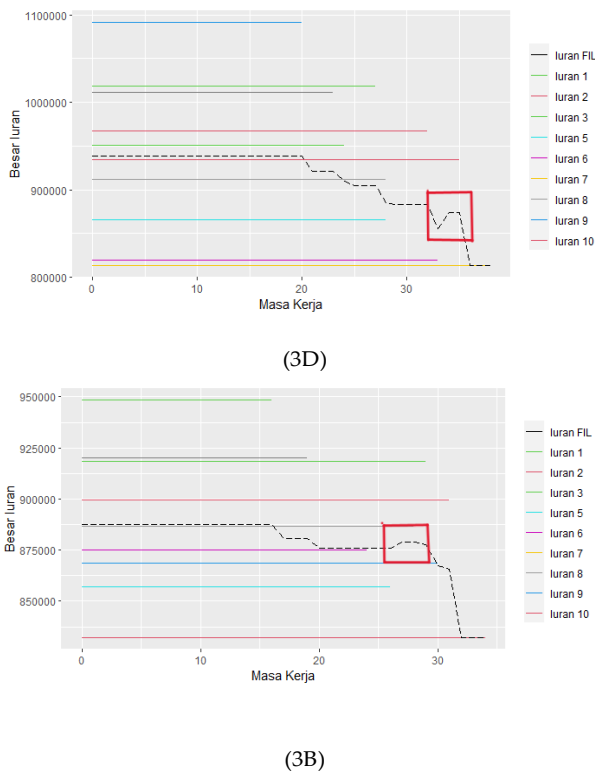 1100000
1000000
900000
800000
Besar Iuran
0
10
20
30
Masa Kerja
Iuran FIL
Iuran 1
Iuran 2
Iuran 3
Iuran 5
Iuran 6
Iuran 7
Iuran 8
Iuran 9
Iuran 10
(3D)
950000
925000
900000
875000
850000
Besar Iuran
0
10
20
30
Masa Kerja
Iuran FIL
Iuran 1
Iuran 2
Iuran 3
Iuran 5
Iuran 6
Iuran 7
Iuran 8
Iuran 9
Iuran 10
(3B)